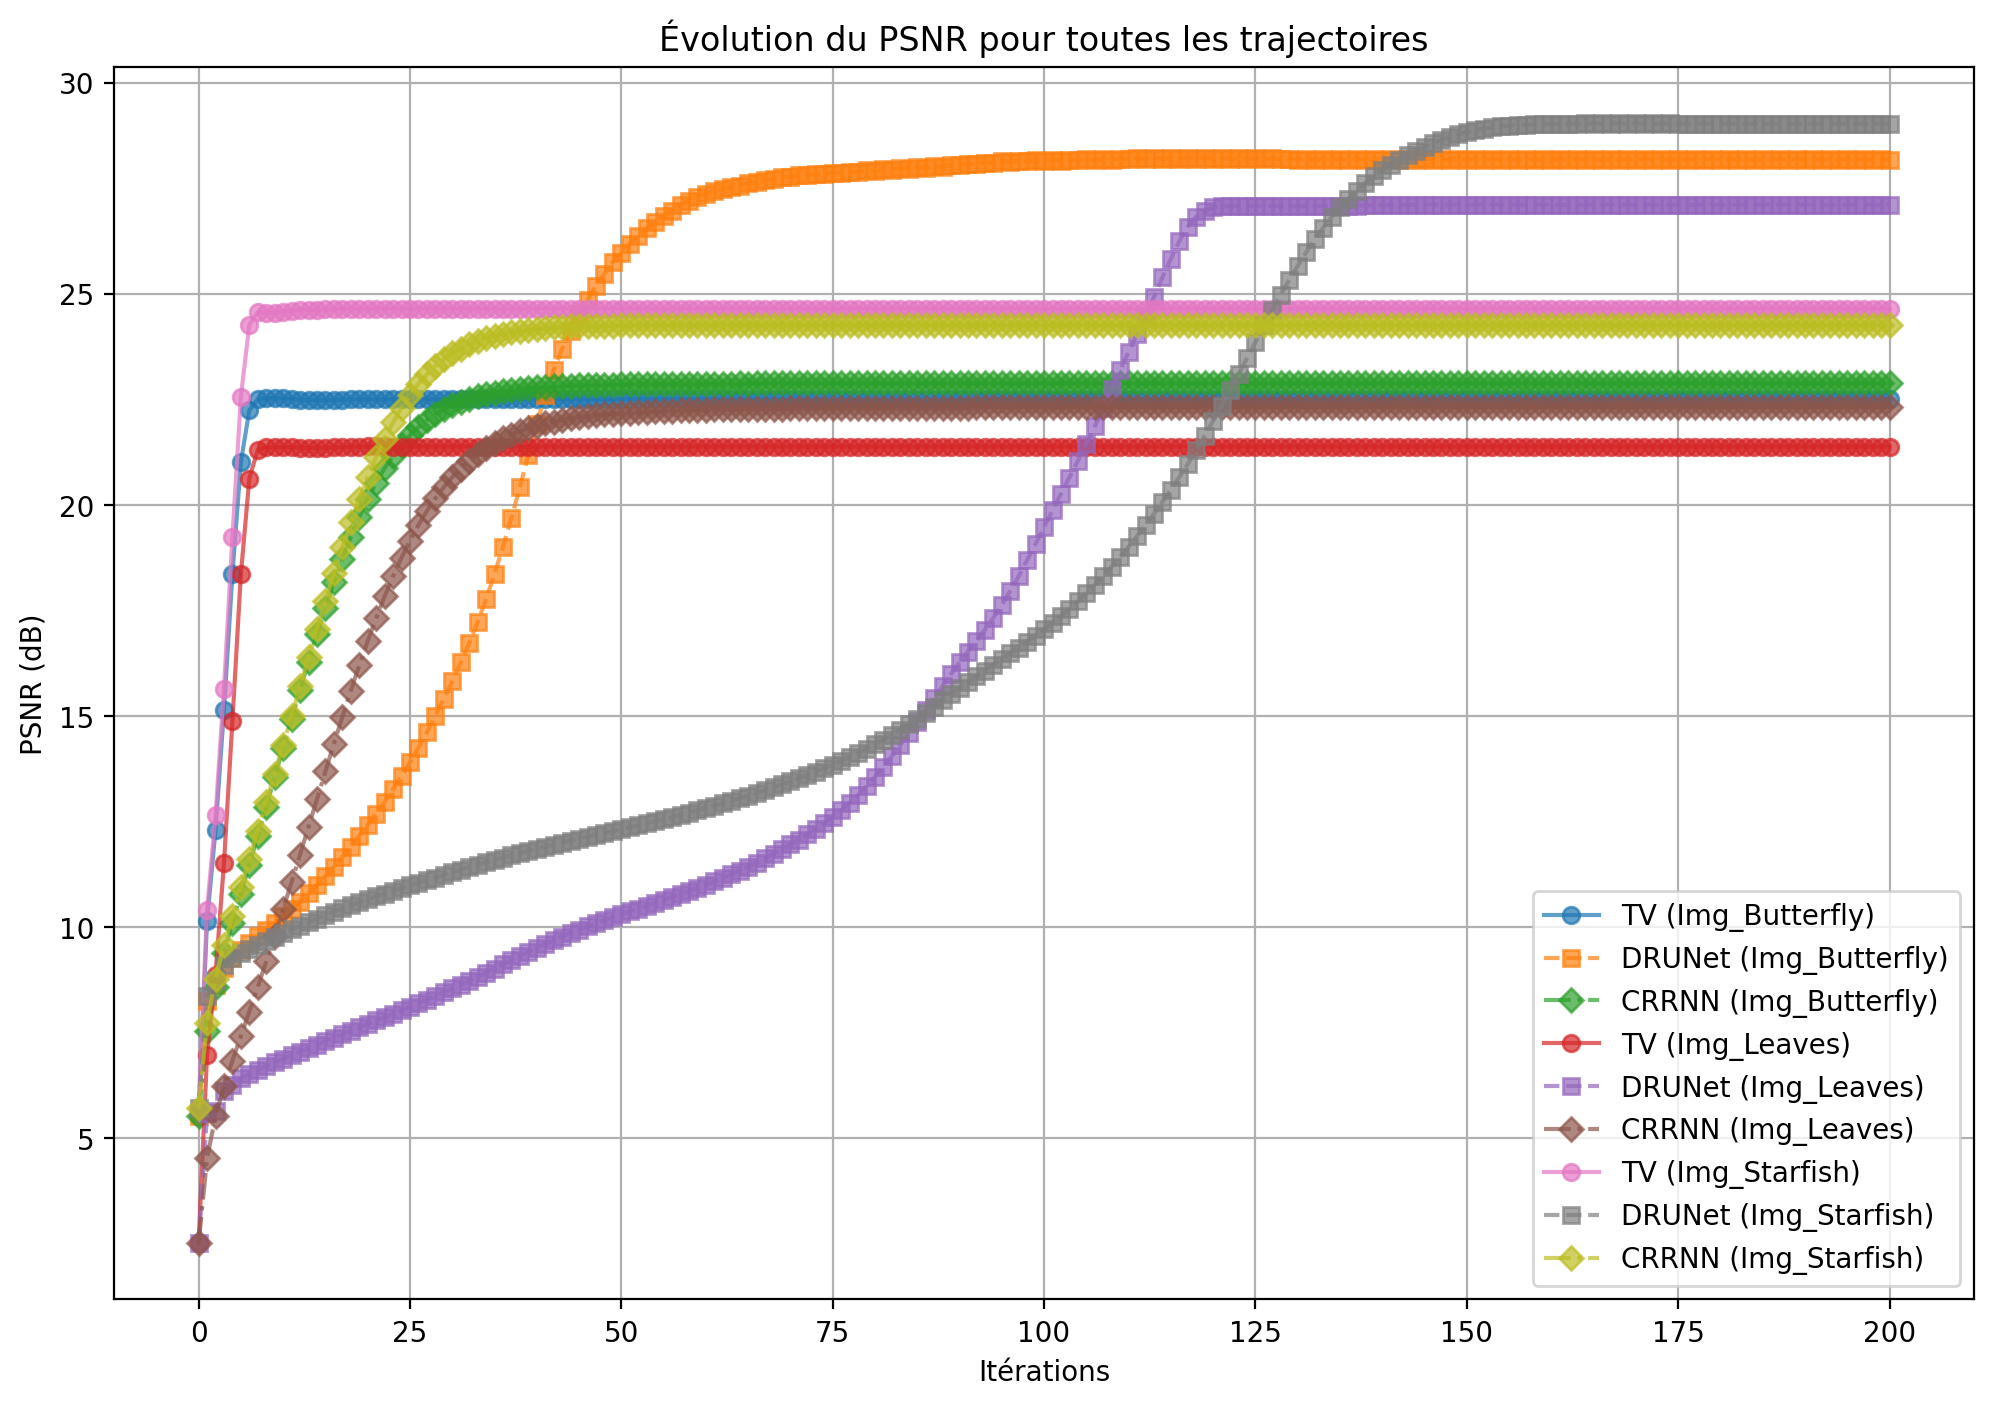 Évolution du PSNR pour toutes les trajectoires
30
25
20
15
10
5
PSNR (dB)
0 25 50 75 100 125 150 175 200
Itérations
TV (Img_Butterfly)
DRUNet (Img_Butterfly)
CRRNN (Img_Butterfly)
TV (Img_Leaves)
DRUNet (Img_Leaves)
CRRNN (Img_Leaves)
TV (Img_Starfish)
DRUNet (Img_Starfish)
CRRNN (Img_Starfish)